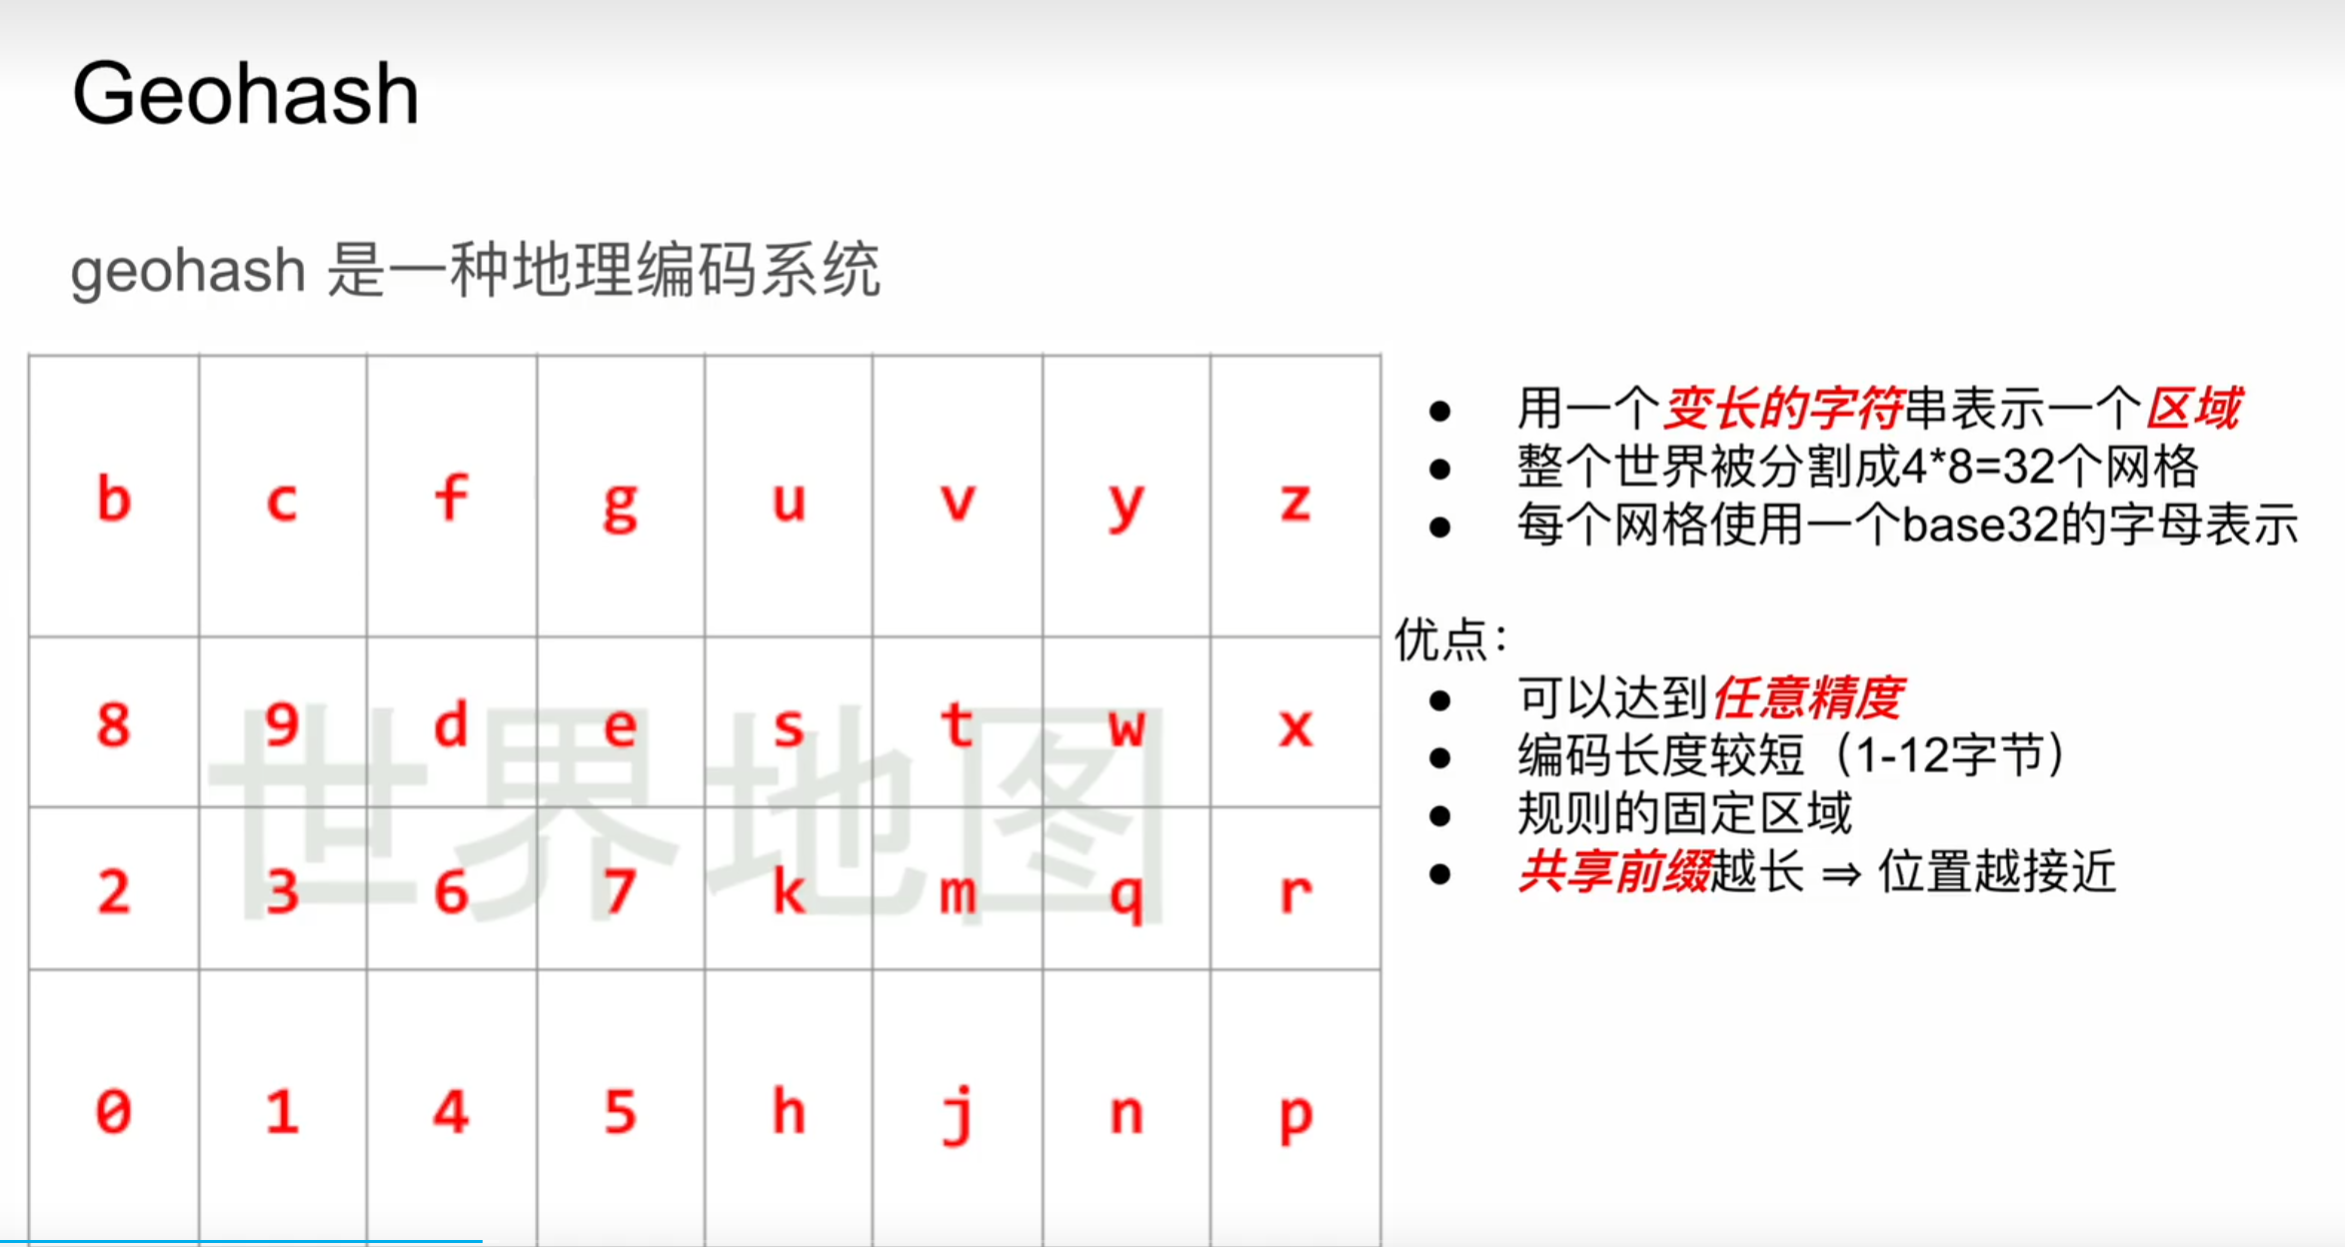 Geohash
geohash 是一种地理编码系统
b c f g u v y z
8 9 d e s t w x
2 3 6 7 k m q r
0 1 4 5 h j n p
世界地图
● 用一个变长的字符串表示一个区域
● 整个世界被分割成4*8=32个网格
● 每个网格使用一个base32的字母表示
优点：
● 可以达到任意精度
● 编码长度较短（1-12字节）
● 规则的固定区域
● 共享前缀越长 ⇒ 位置越接近